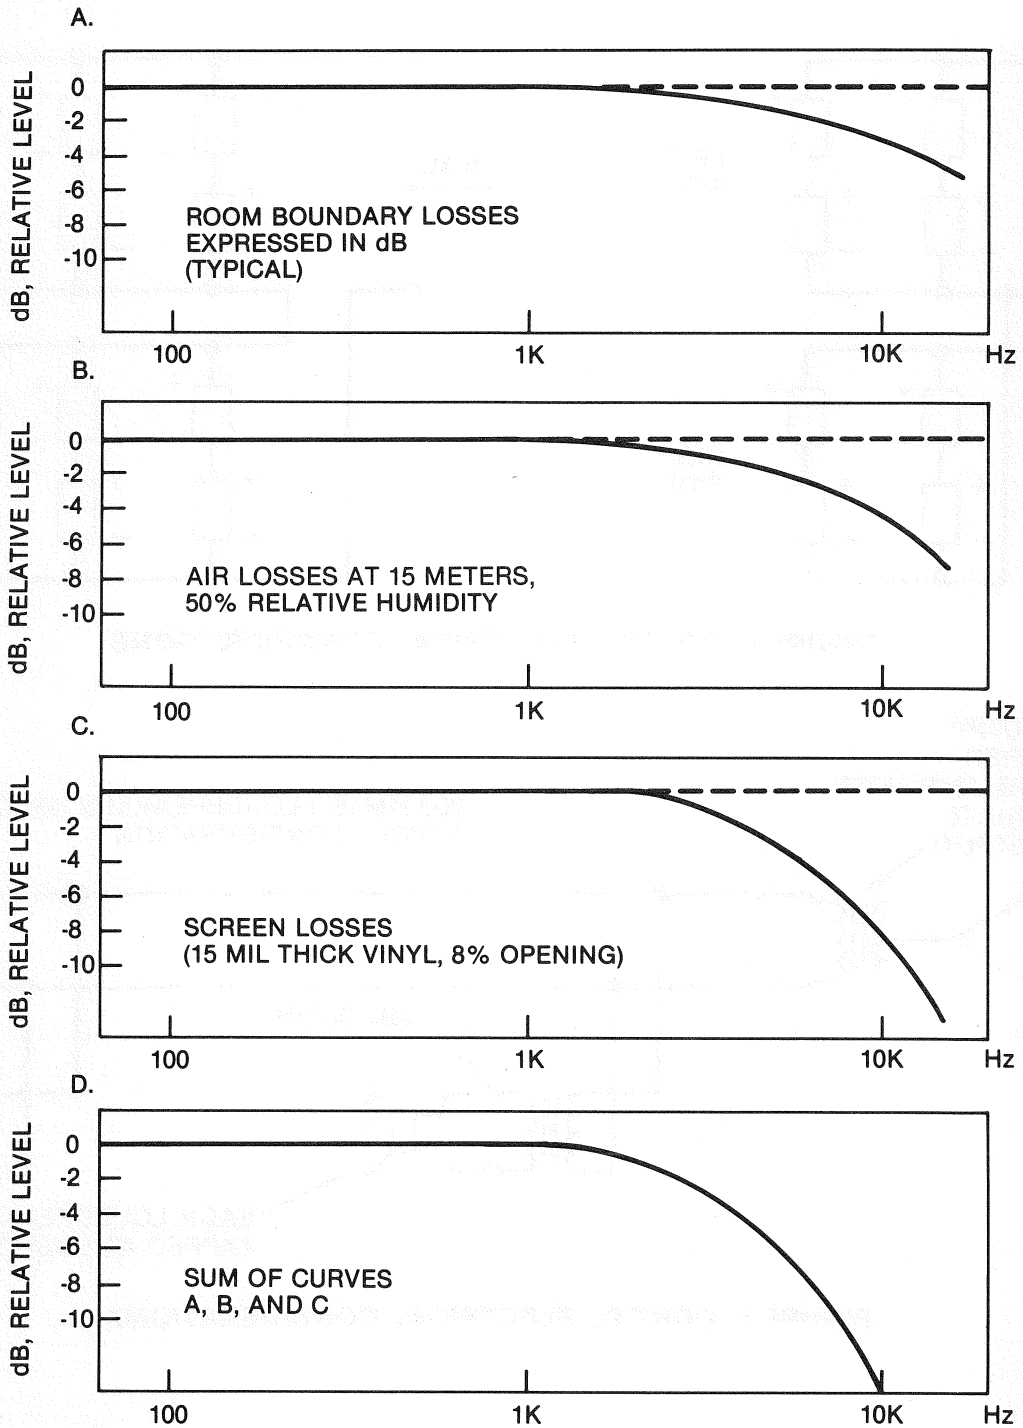 A.
dB, RELATIVE LEVEL
0
-2
-4
-6
-8
-10
ROOM BOUNDARY LOSSES
EXPRESSED IN dB
(TYPICAL)
100 1K 10K Hz
B.
dB, RELATIVE LEVEL
0
-2
-4
-6
-8
-10
AIR LOSSES AT 15 METERS,
50% RELATIVE HUMIDITY
100 1K 10K Hz
C.
dB, RELATIVE LEVEL
0
-2
-4
-6
-8
-10
SCREEN LOSSES
(15 MIL THICK VINYL, 8% OPENING)
100 1K 10K Hz
D.
dB, RELATIVE LEVEL
0
-2
-4
-6
-8
-10
SUM OF CURVES
A, B, AND C
100 1K 10K Hz